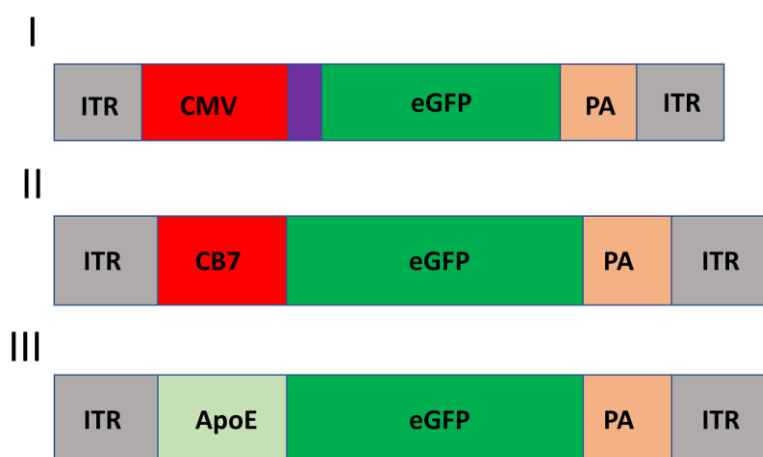 I
ITR CMV eGFP PA ITR
II
ITR CB7 eGFP PA ITR
III
ITR ApoE eGFP PA ITR